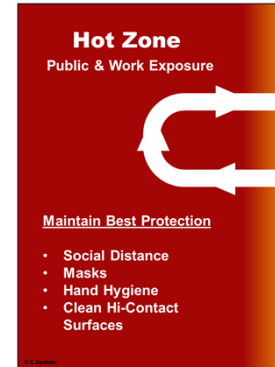 Hot Zone
Public & Work Exposure
Maintain Best Protection
• Social Distance
• Masks
• Hand Hygiene
• Clean Hi-Contact
Surfaces